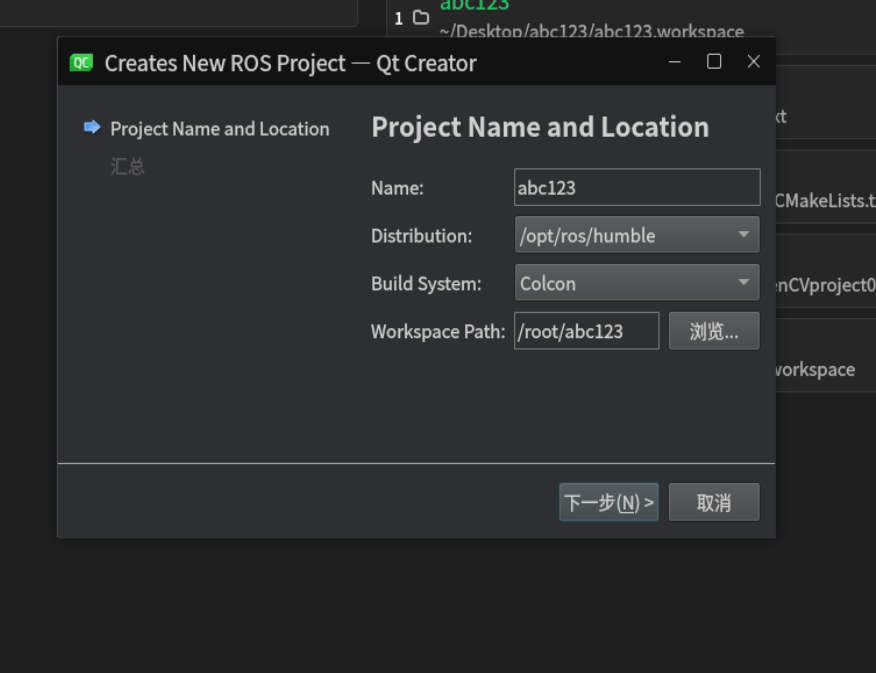 abc123
1
~/Desktop/abc123/abc123.workspace
QC Creates New ROS Project — Qt Creator
Project Name and Location
汇总
Project Name and Location
Name: abc123
Distribution: /opt/ros/humble
Build System: Colcon
Workspace Path: /root/abc123 浏览...
下一步(N) > 取消
xt
CMakeLists.t
nCVproject0
workspace